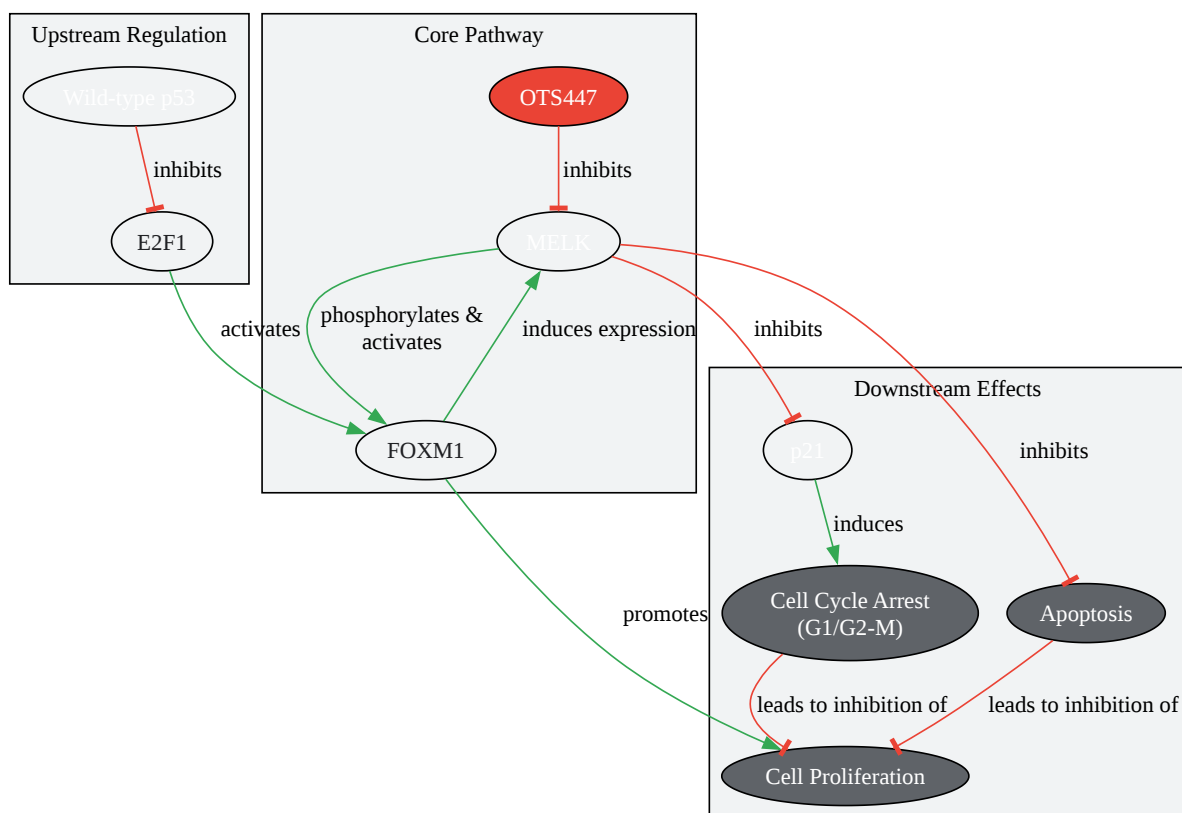 Upstream Regulation
Wild-type p53
inhibits
E2F1
activates
Core Pathway
OTS447
inhibits
MELK
phosphorylates &
activates
induces expression
FOXM1
promotes
inhibits
inhibits
Downstream Effects
p21
induces
Cell Cycle Arrest
(G1/G2-M)
Apoptosis
leads to inhibition of
leads to inhibition of
Cell Proliferation